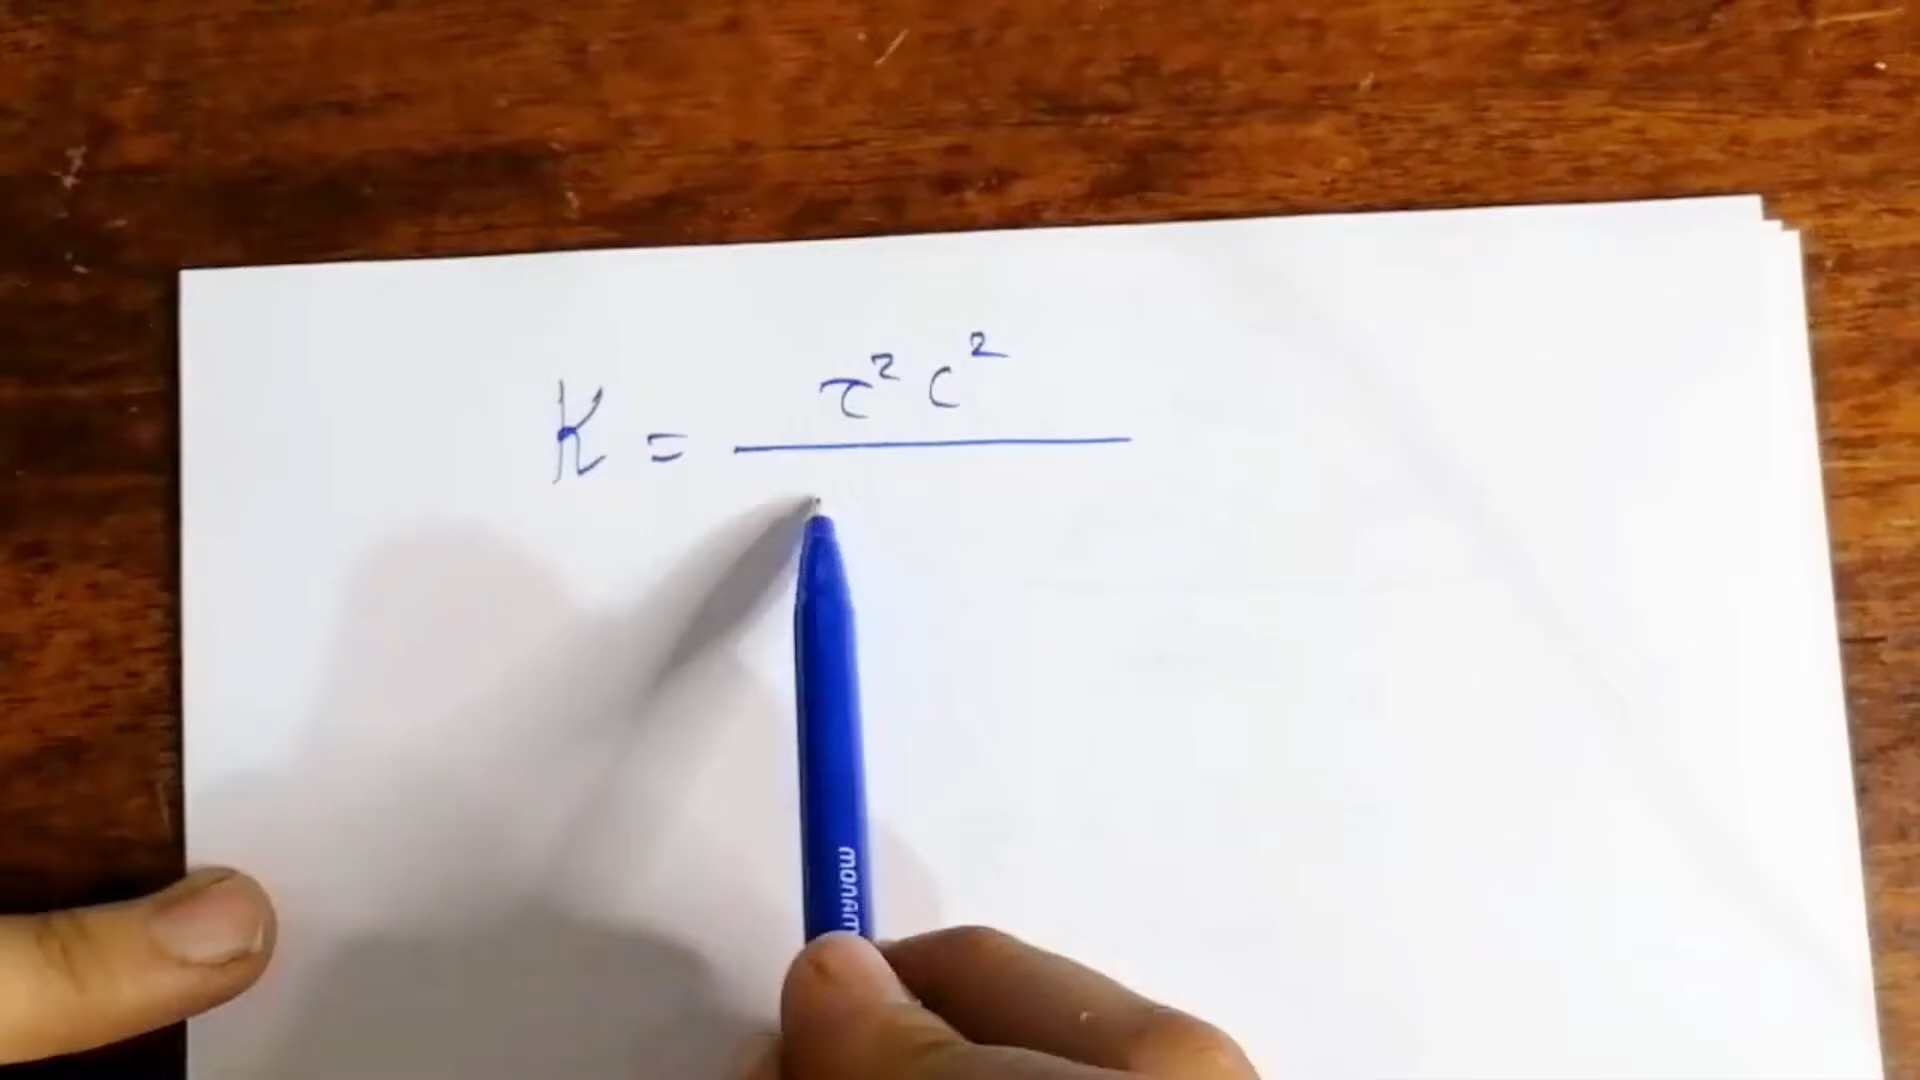 K = τ² c²
monam